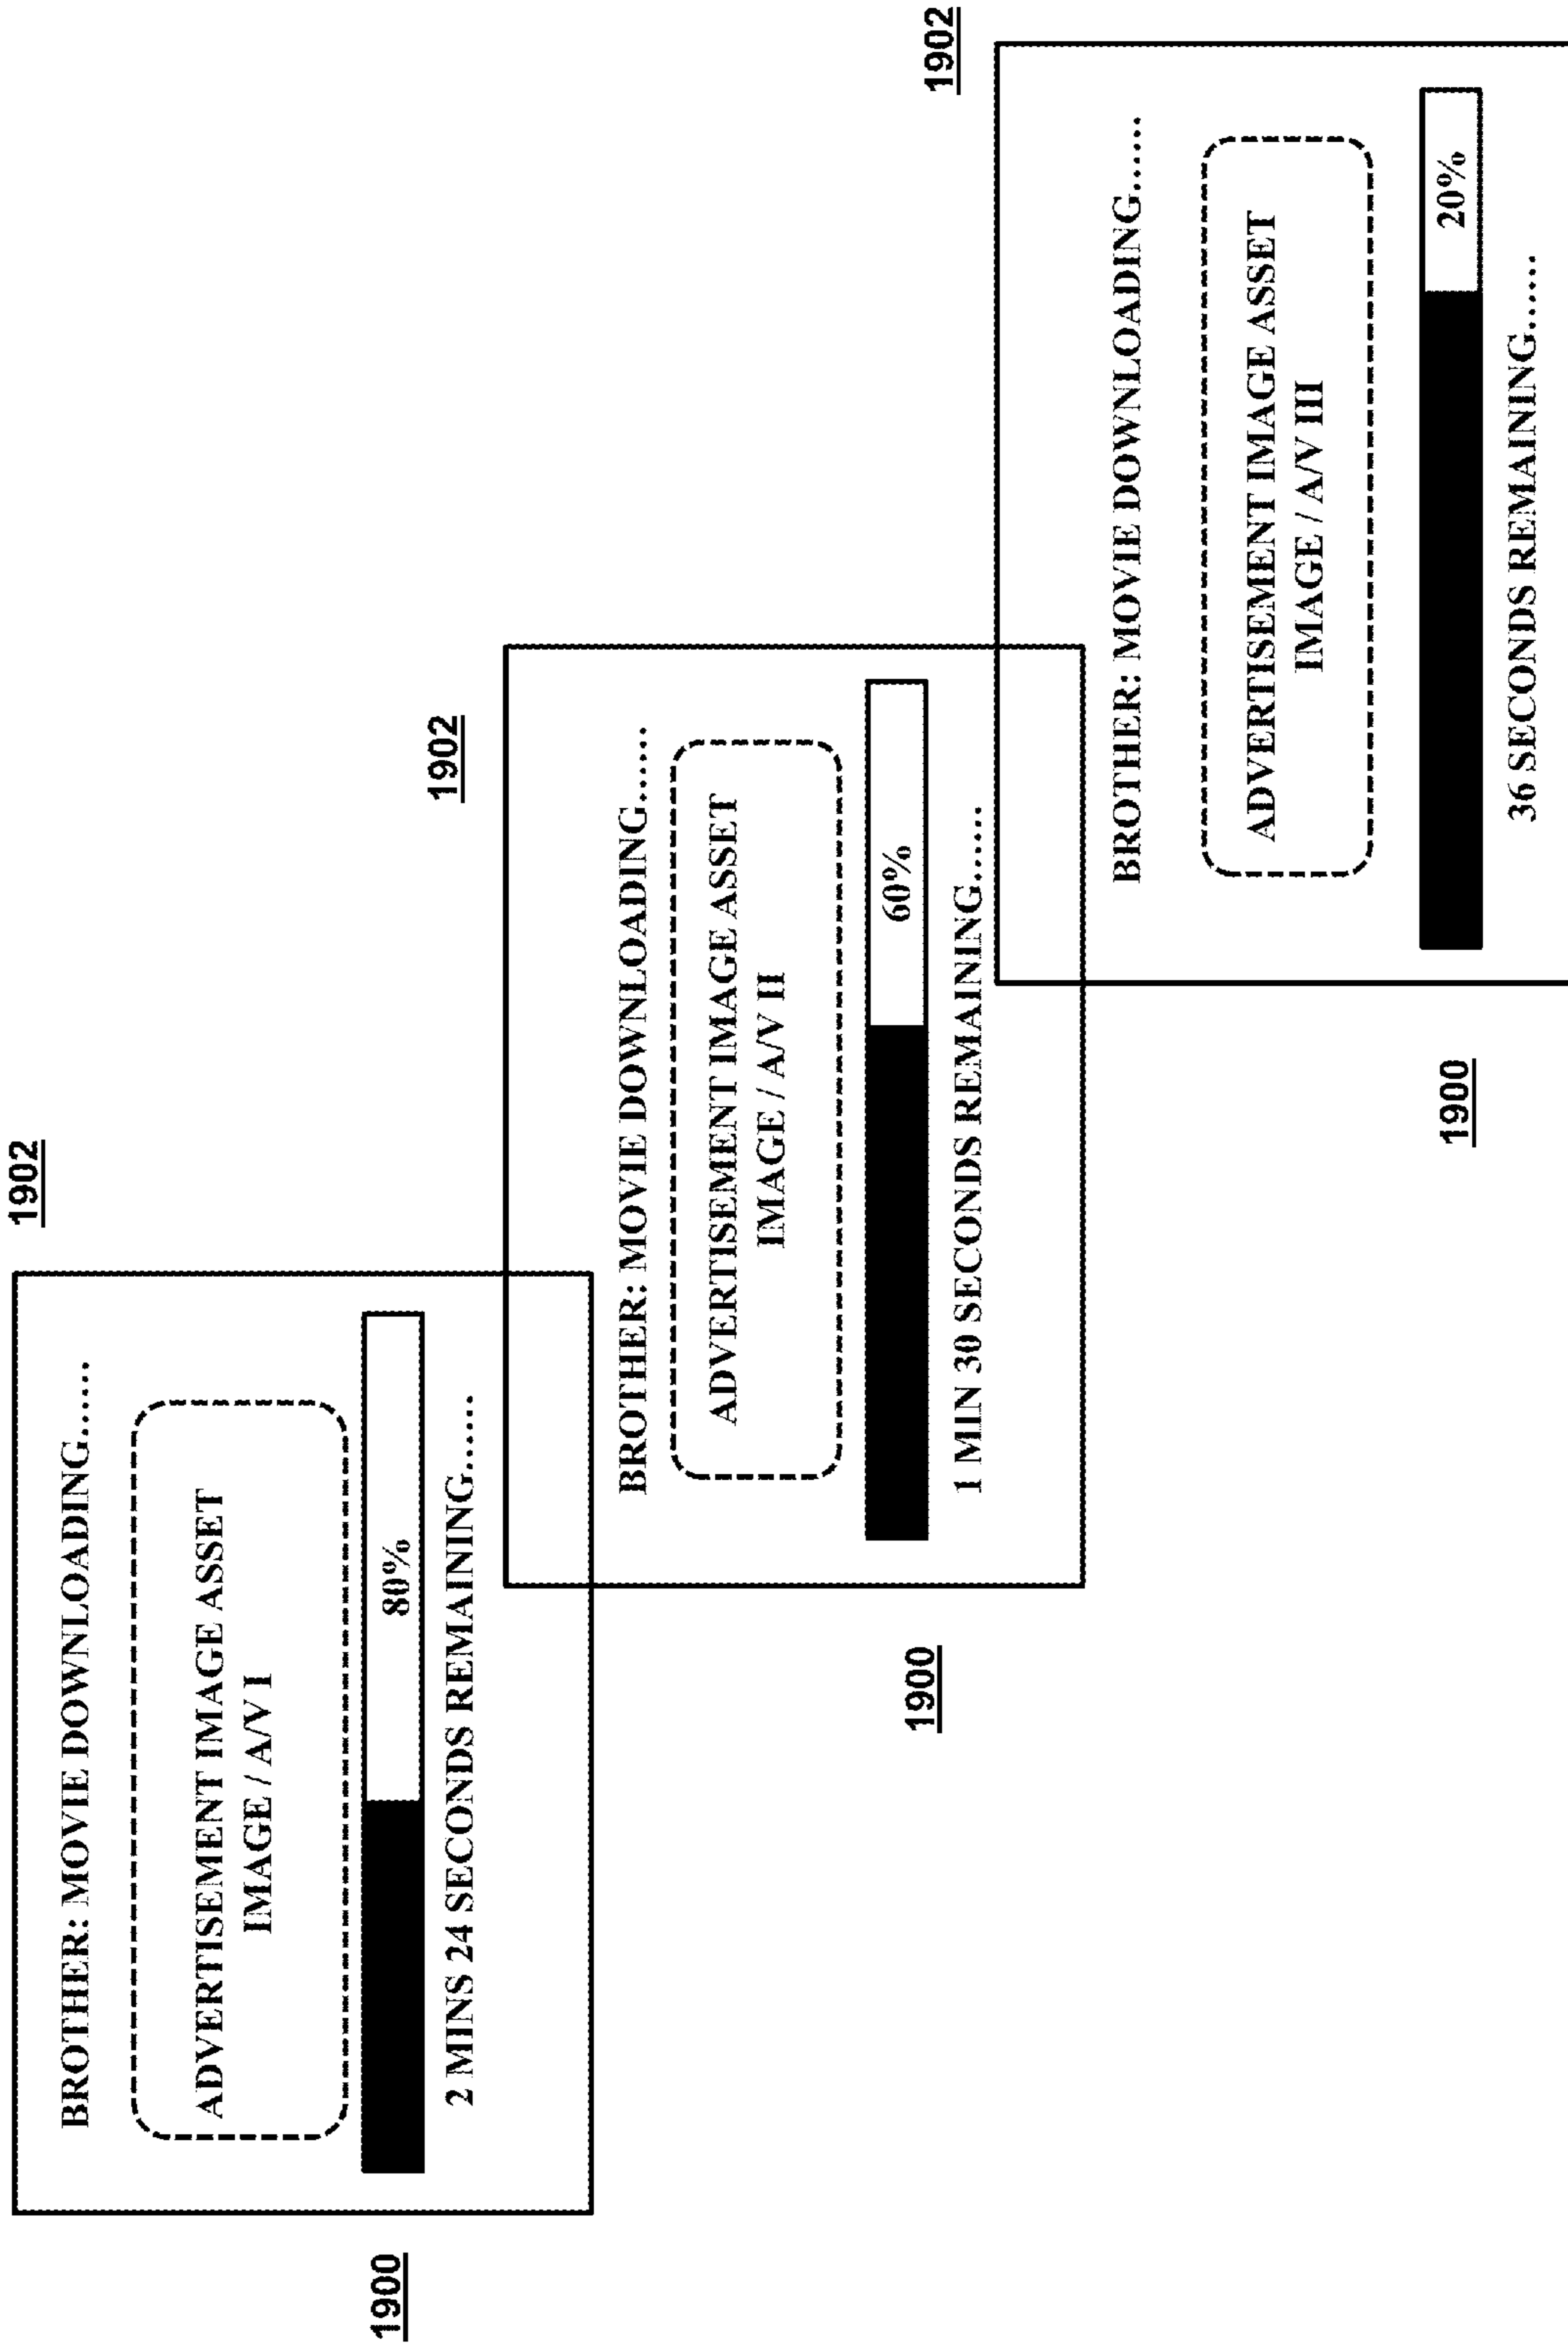 1902
BROTHER: MOVIE DOWNLOADING......
ADVERTISEMENT IMAGE ASSET
IMAGE / A/V I
80%
2 MINS 24 SECONDS REMAINING......
1900
1902
BROTHER: MOVIE DOWNLOADING......
ADVERTISEMENT IMAGE ASSET
IMAGE / A/V II
60%
1 MIN 30 SECONDS REMAINING......
1900
1902
BROTHER: MOVIE DOWNLOADING......
ADVERTISEMENT IMAGE ASSET
IMAGE / A/V III
20%
36 SECONDS REMAINING......
1900